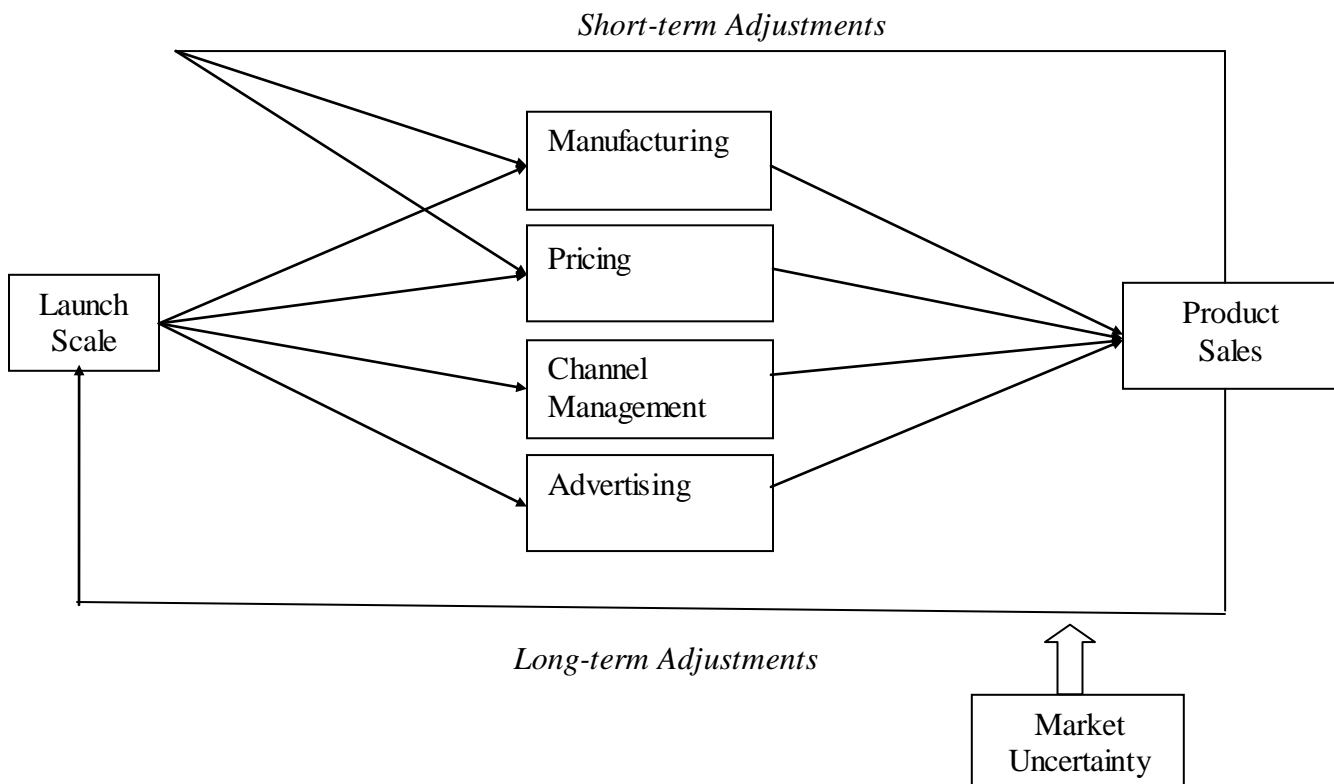 Short-term Adjustments
Manufacturing
Pricing
Launch
Scale
Product
Sales
Channel
Management
Advertising
Long-term Adjustments
Market
Uncertainty